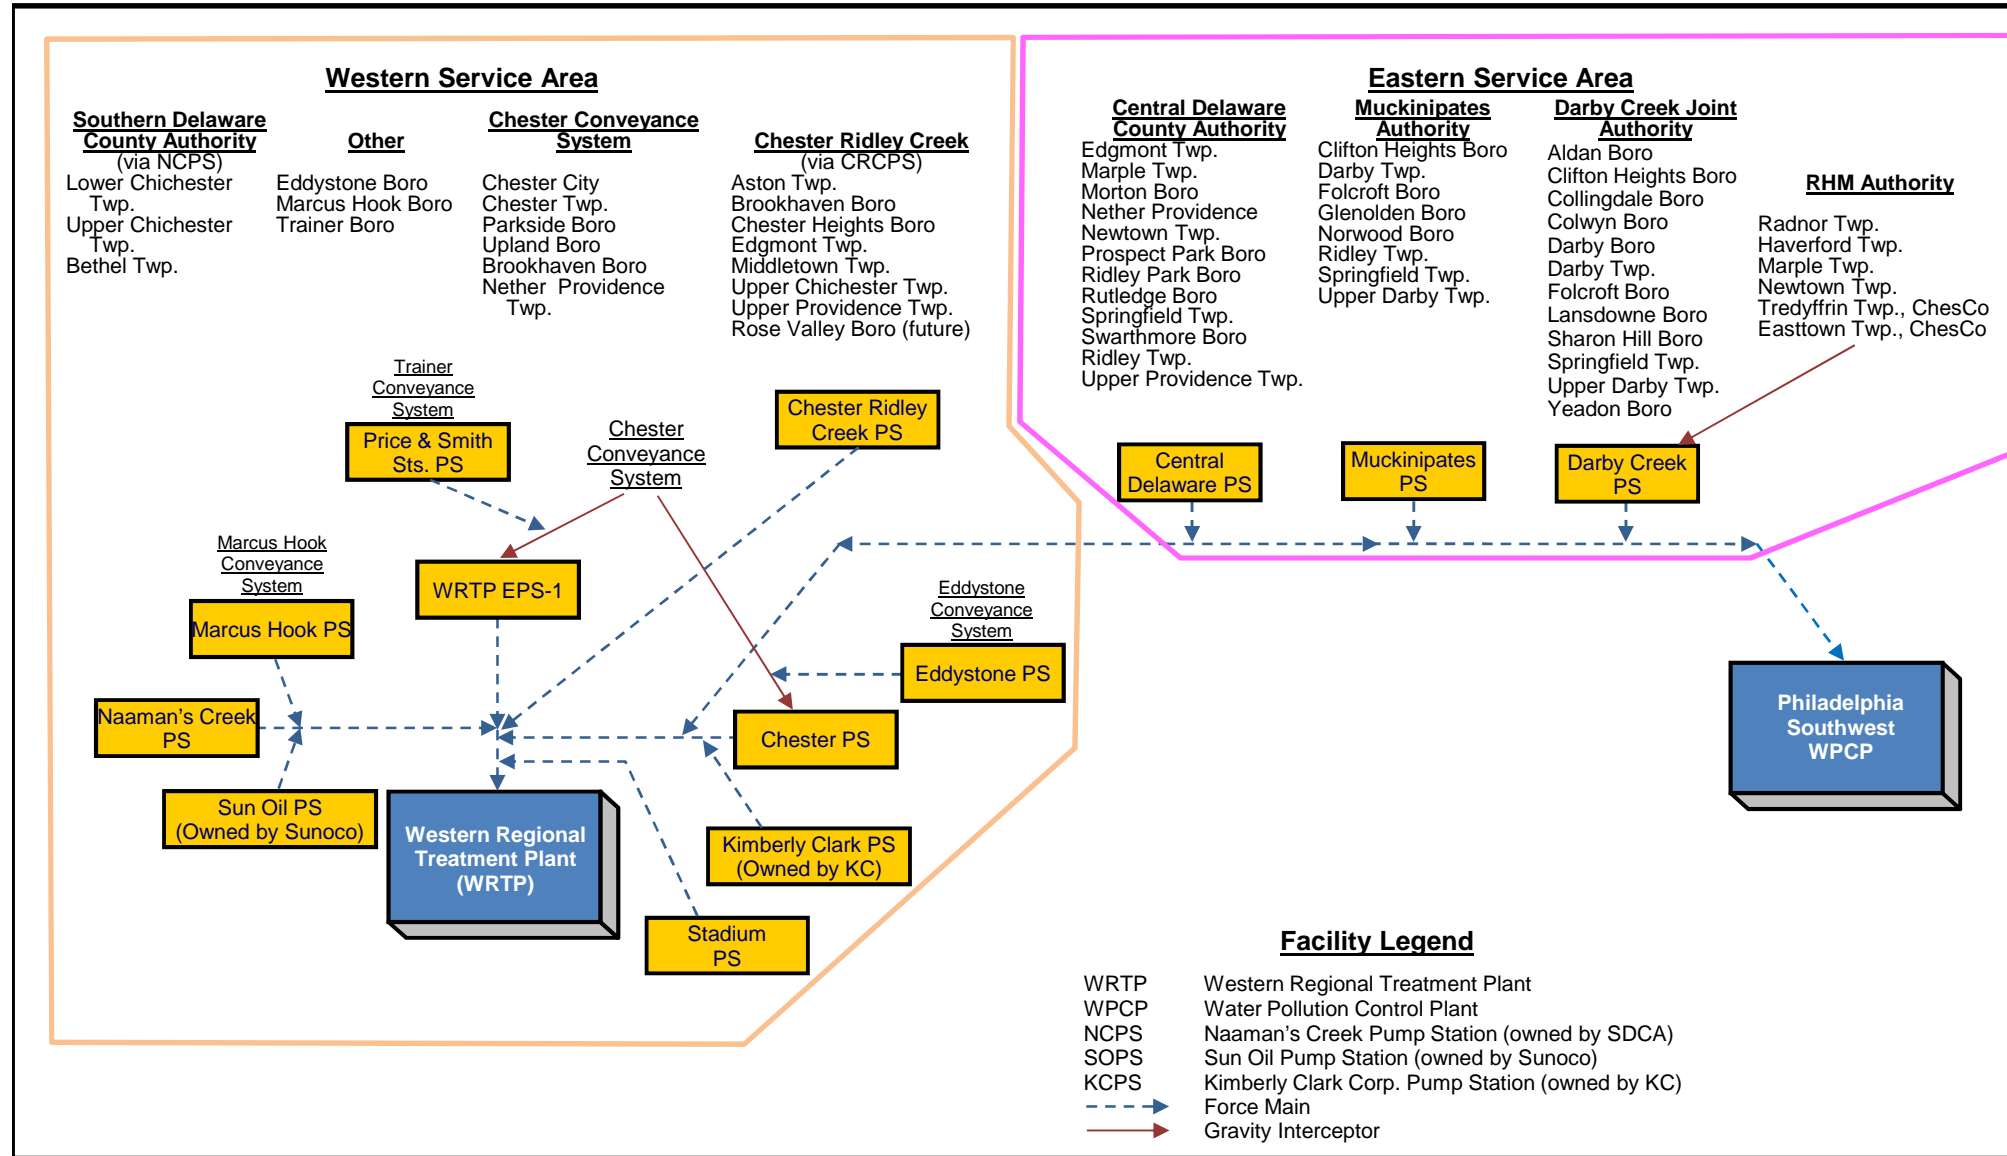 Western Service Area
Southern Delaware
County Authority
(via NCPS)
Lower Chichester
Twp.
Upper Chichester
Twp.
Bethel Twp.
Other
Eddystone Boro
Marcus Hook Boro
Trainer Boro
Chester Conveyance
System
Chester City
Chester Twp.
Parkside Boro
Upland Boro
Brookhaven Boro
Nether Providence
Twp.
Chester Ridley Creek
(via CRCPS)
Aston Twp.
Brookhaven Boro
Chester Heights Boro
Edgmont Twp.
Middletown Twp.
Upper Chichester Twp.
Upper Providence Twp.
Rose Valley Boro (future)
Eastern Service Area
Central Delaware
County Authority
Edgmont Twp.
Marple Twp.
Morton Boro
Nether Providence
Newtown Twp.
Prospect Park Boro
Ridley Park Boro
Rutledge Boro
Springfield Twp.
Swarthmore Boro
Ridley Twp.
Upper Providence Twp.
Muckinipates
Authority
Clifton Heights Boro
Darby Twp.
Folcroft Boro
Glenolden Boro
Norwood Boro
Ridley Twp.
Springfield Twp.
Upper Darby Twp.
Darby Creek Joint
Authority
Aldan Boro
Clifton Heights Boro
Collingdale Boro
Colwyn Boro
Darby Boro
Darby Twp.
Folcroft Boro
Lansdowne Boro
Sharon Hill Boro
Springfield Twp.
Upper Darby Twp.
Yeadon Boro
RHM Authority
Radnor Twp.
Haverford Twp.
Marple Twp.
Newtown Twp.
Tredyffrin Twp., ChesCo
Easttown Twp., ChesCo
Trainer
Conveyance
System
Price & Smith
Sts. PS
Chester
Conveyance
System
Chester Ridley
Creek PS
Central
Delaware PS
Muckinipates
PS
Darby Creek
PS
Marcus Hook
Conveyance
System
Marcus Hook PS
WRTP EPS-1
Eddystone
Conveyance
System
Eddystone PS
Naaman's Creek
PS
Chester PS
Philadelphia
Southwest
WPCP
Sun Oil PS
(Owned by Sunoco)
Western Regional
Treatment Plant
(WRTP)
Kimberly Clark PS
(Owned by KC)
Stadium
PS
Facility Legend
WRTP Western Regional Treatment Plant
WPCP Water Pollution Control Plant
NCPS Naaman's Creek Pump Station (owned by SDCA)
SOPS Sun Oil Pump Station (owned by Sunoco)
KCPS Kimberly Clark Corp. Pump Station (owned by KC)
Force Main
Gravity Interceptor